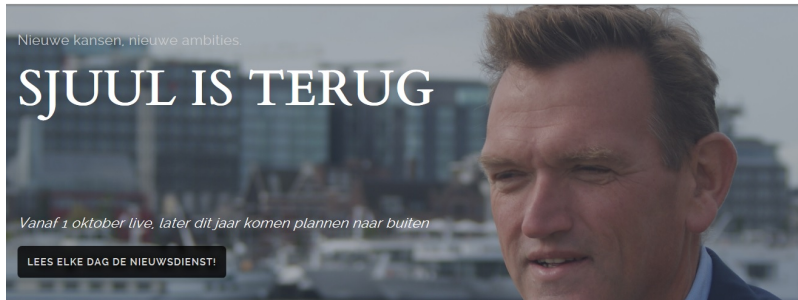 Nieuwe kansen, nieuwe ambities.
SJUUL IS TERUG
Vanaf 1 oktober live, later dit jaar komen plannen naar buiten
LEES ELKE DAG DE NIEUWSDIENST!